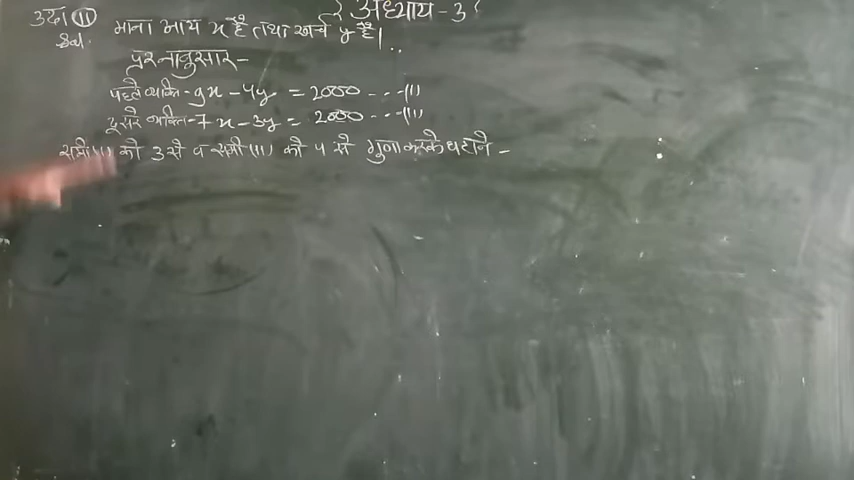 अध्याय - 3
उदा॰ 11
Sol. माना आय x रु॰ है तथा खर्च y रु॰ है।
प्रश्नानुसार -
पहले व्यक्ति - 9x - 4y = 2000 ---(i)
दूसरे व्यक्ति - 7x - 3y = 2000 ---(ii)
समी(i) को 3 से व समी(ii) को 4 से गुना करके घटाने -